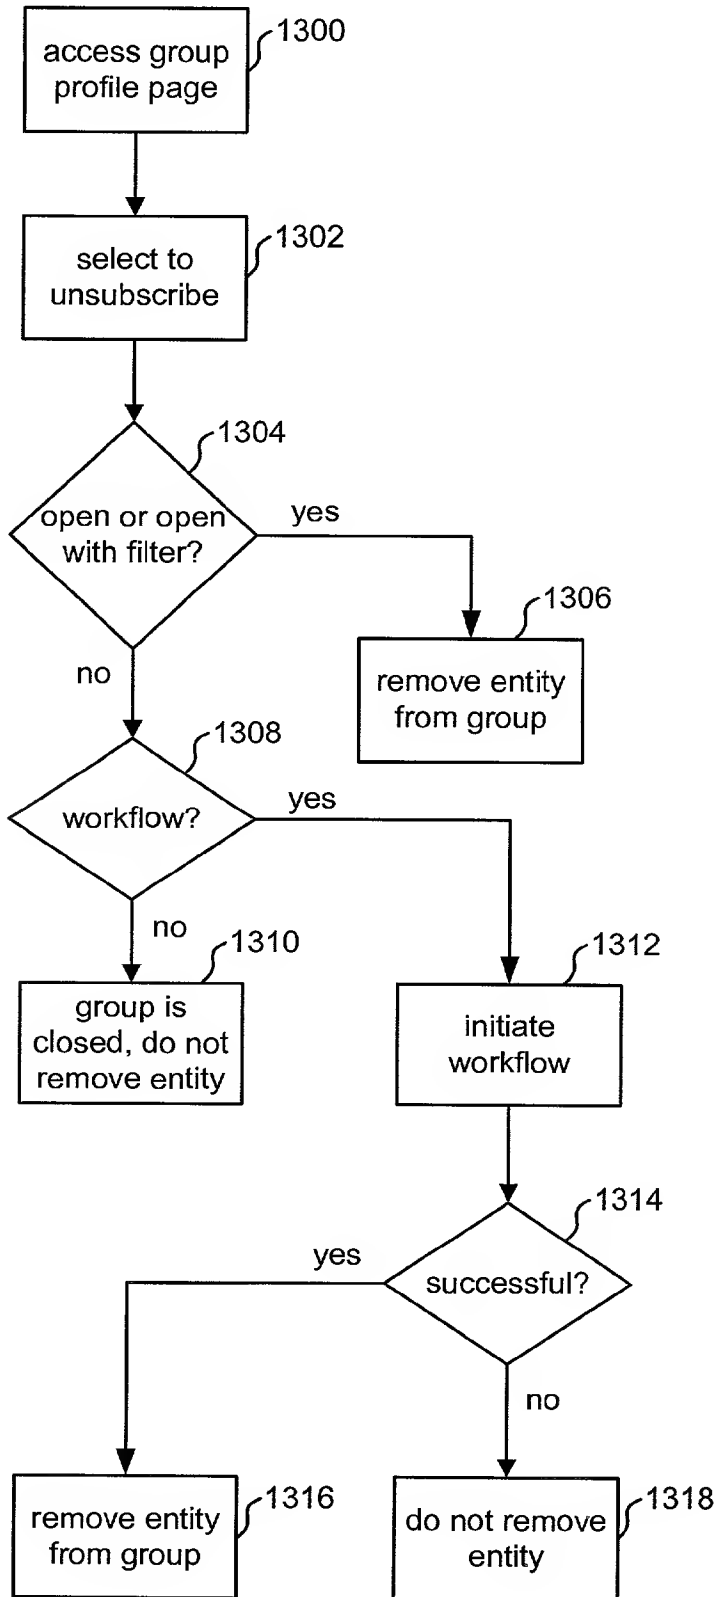 1300
access group
profile page
1302
select to
unsubscribe
1304
open or open
with filter?
yes
1306
remove entity
from group
no
1308
workflow?
yes
no
1310
group is
closed, do not
remove entity
1312
initiate
workflow
1314
successful?
yes
no
1316
remove entity
from group
1318
do not remove
entity